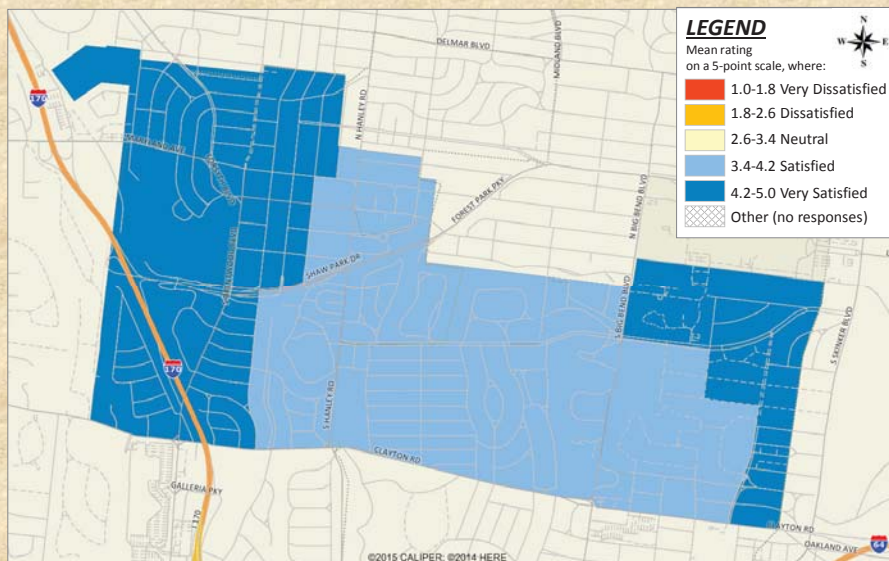 LEGEND
Mean rating
on a 5-point scale, where:
1.0-1.8 Very Dissatisfied
1.8-2.6 Dissatisfied
2.6-3.4 Neutral
3.4-4.2 Satisfied
4.2-5.0 Very Satisfied
Other (no responses)
N
W E
S
DELMAR BLVD
MIDLAND BLVD
170
N HANLEY RD
MARYLAND AVE
FOREST PARK PKY
N BIG BEND BLVD
SHAW PARK DR
S BIG BEND BLVD
S SKINKER BLVD
170
S HANLEY RD
CLAYTON RD
GALLERIA PKY
I 170
CLAYTON RD
OAKLAND AVE
64
©2015 CALIPER; ©2014 HERE